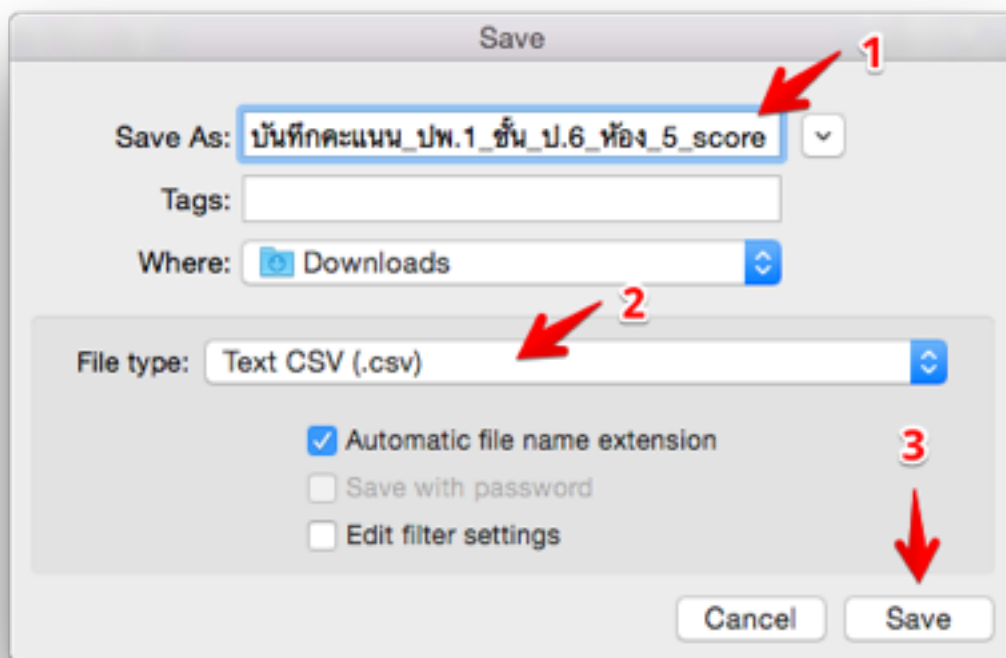 Save
1
Save As: บันทึกคะแนน_ปพ.1_ชั้น_ป.6_ห้อง_5_score
Tags:
Where: Downloads
2
File type: Text CSV (.csv)
Automatic file name extension
3
Save with password
Edit filter settings
Cancel Save